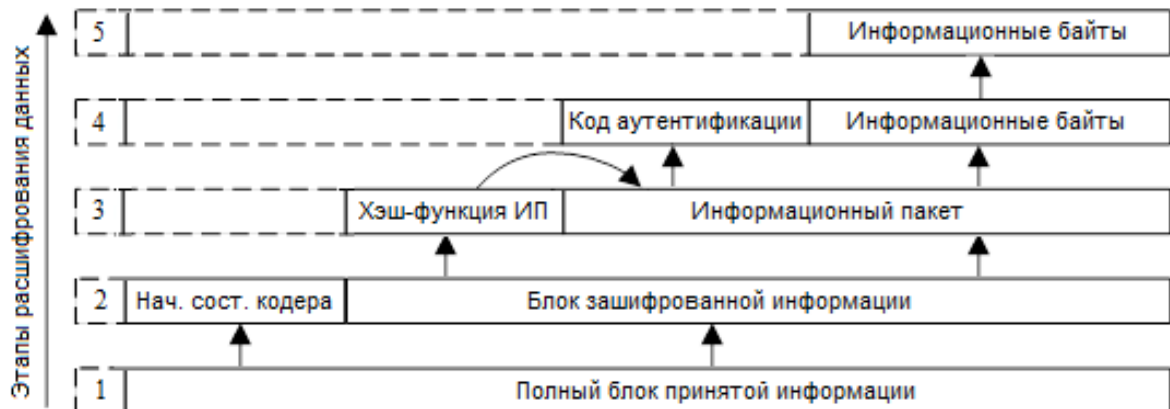 Этапы расшифрования данных
5 Информационные байты
4 Код аутентификации Информационные байты
3 Хэш-функция ИП Информационный пакет
2 Нач. сост. кодера Блок зашифрованной информации
1 Полный блок принятой информации